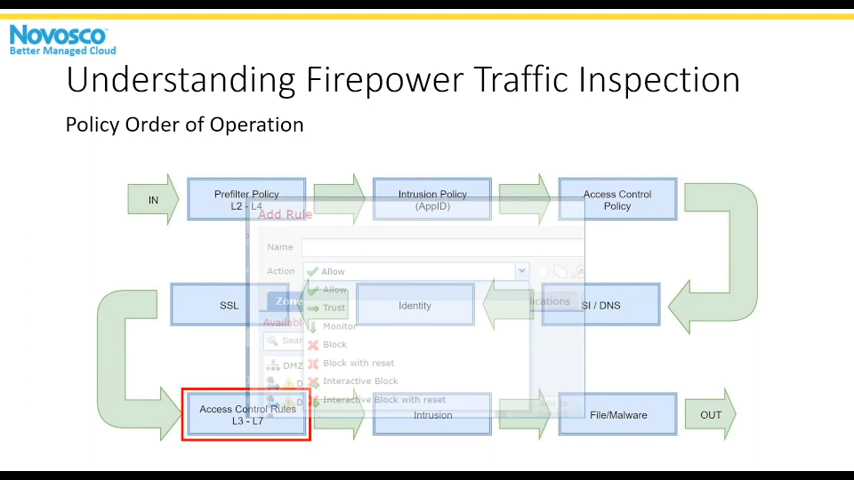 Novosco
Better Managed Cloud
Understanding Firepower Traffic Inspection
Policy Order of Operation
IN
Prefilter Policy
L2 - L4
Intrusion Policy
(AppID)
Access Control
Policy
Add Rule
Name
Action
Allow
Allow
Trust
Monitor
Block
Block with reset
Interactive Block
Interactive Block with reset
SSL
Identity
SI / DNS
DMZ
Access Control Rules
L3 - L7
Intrusion
File/Malware
OUT